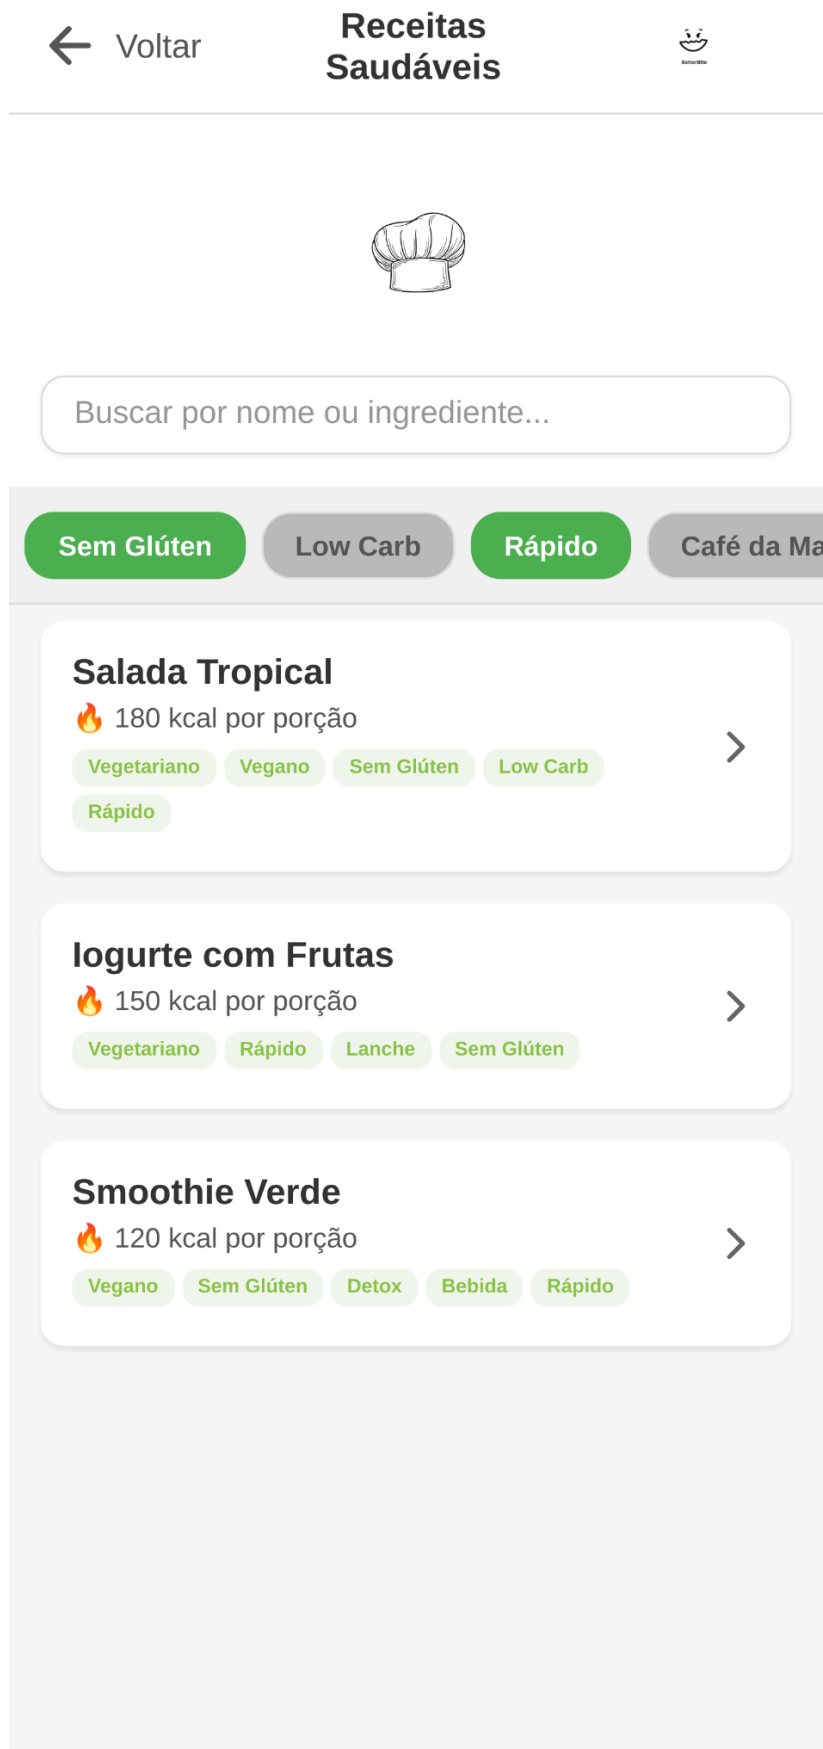 Voltar
Receitas
Saudáveis
BetterBite
Buscar por nome ou ingrediente...
Sem Glúten Low Carb Rápido Café da Ma
Salada Tropical
🔥 180 kcal por porção
Vegetariano Vegano Sem Glúten Low Carb
Rápido
Iogurte com Frutas
🔥 150 kcal por porção
Vegetariano Rápido Lanche Sem Glúten
Smoothie Verde
🔥 120 kcal por porção
Vegano Sem Glúten Detox Bebida Rápido